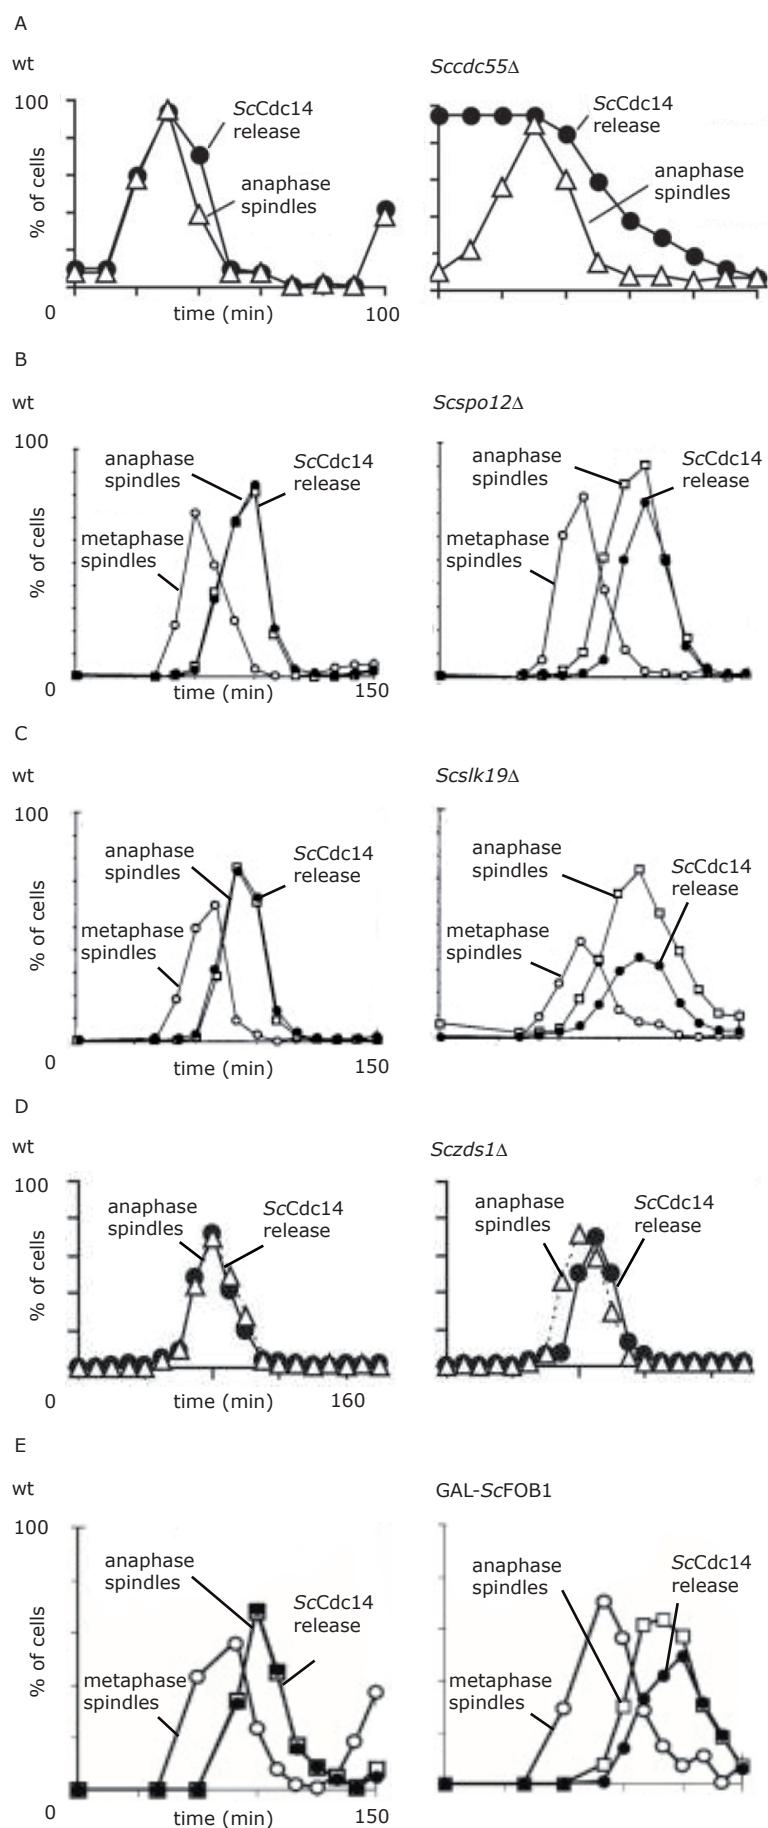 A
wt
Sccdc55Δ
100
ScCdc14
release
anaphase
spindles
% of cells
0
time (min)
100
ScCdc14
release
anaphase
spindles
B
wt
Scspo12Δ
100
anaphase
spindles
ScCdc14
release
metaphase
spindles
% of cells
0
time (min)
150
anaphase
spindles
ScCdc14
release
metaphase
spindles
C
wt
Scslk19Δ
100
anaphase
spindles
ScCdc14
release
metaphase
spindles
% of cells
0
time (min)
150
anaphase
spindles
ScCdc14
release
metaphase
spindles
D
wt
Sczds1Δ
100
anaphase
spindles
ScCdc14
release
% of cells
0
time (min)
160
anaphase
spindles
ScCdc14
release
E
wt
GAL-ScFOB1
100
anaphase
spindles
ScCdc14
release
metaphase
spindles
% of cells
0
time (min)
150
anaphase
spindles
ScCdc14
release
metaphase
spindles